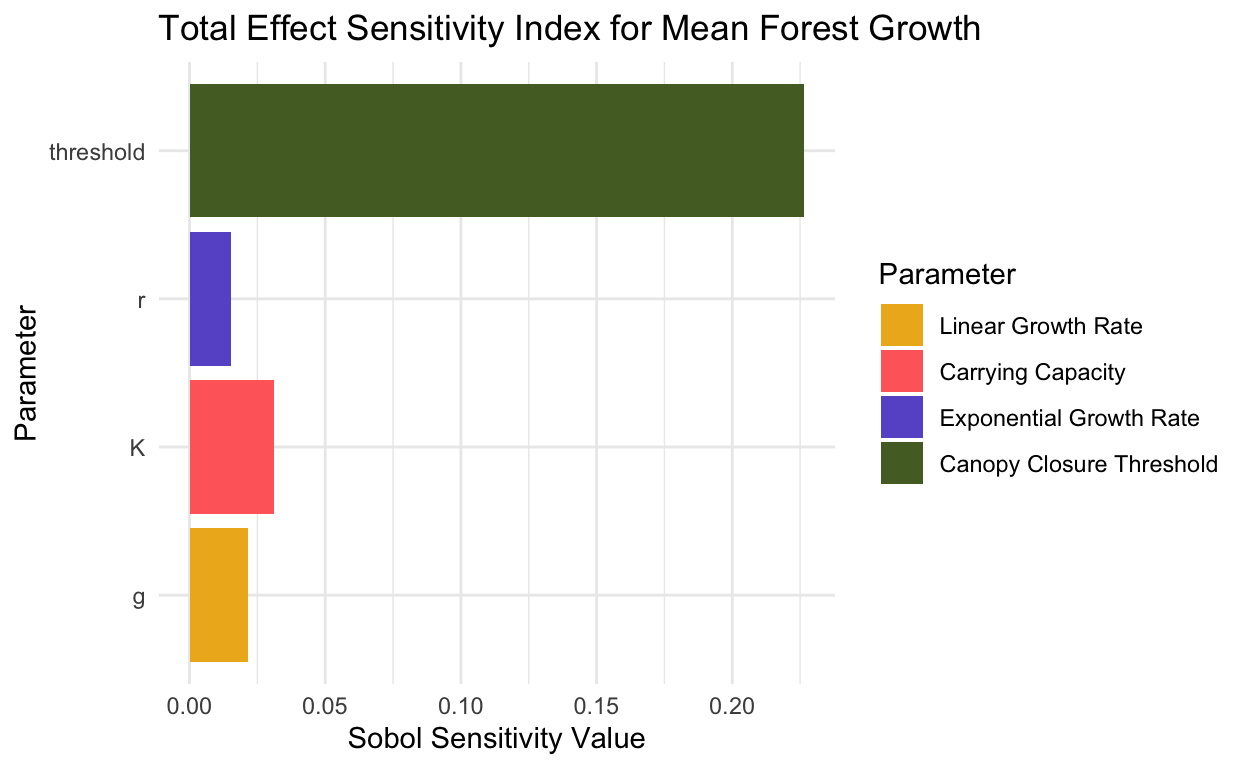 Total Effect Sensitivity Index for Mean Forest Growth
Parameter
threshold
r
K
g
0.00 0.05 0.10 0.15 0.20
Sobol Sensitivity Value
Parameter
Linear Growth Rate
Carrying Capacity
Exponential Growth Rate
Canopy Closure Threshold